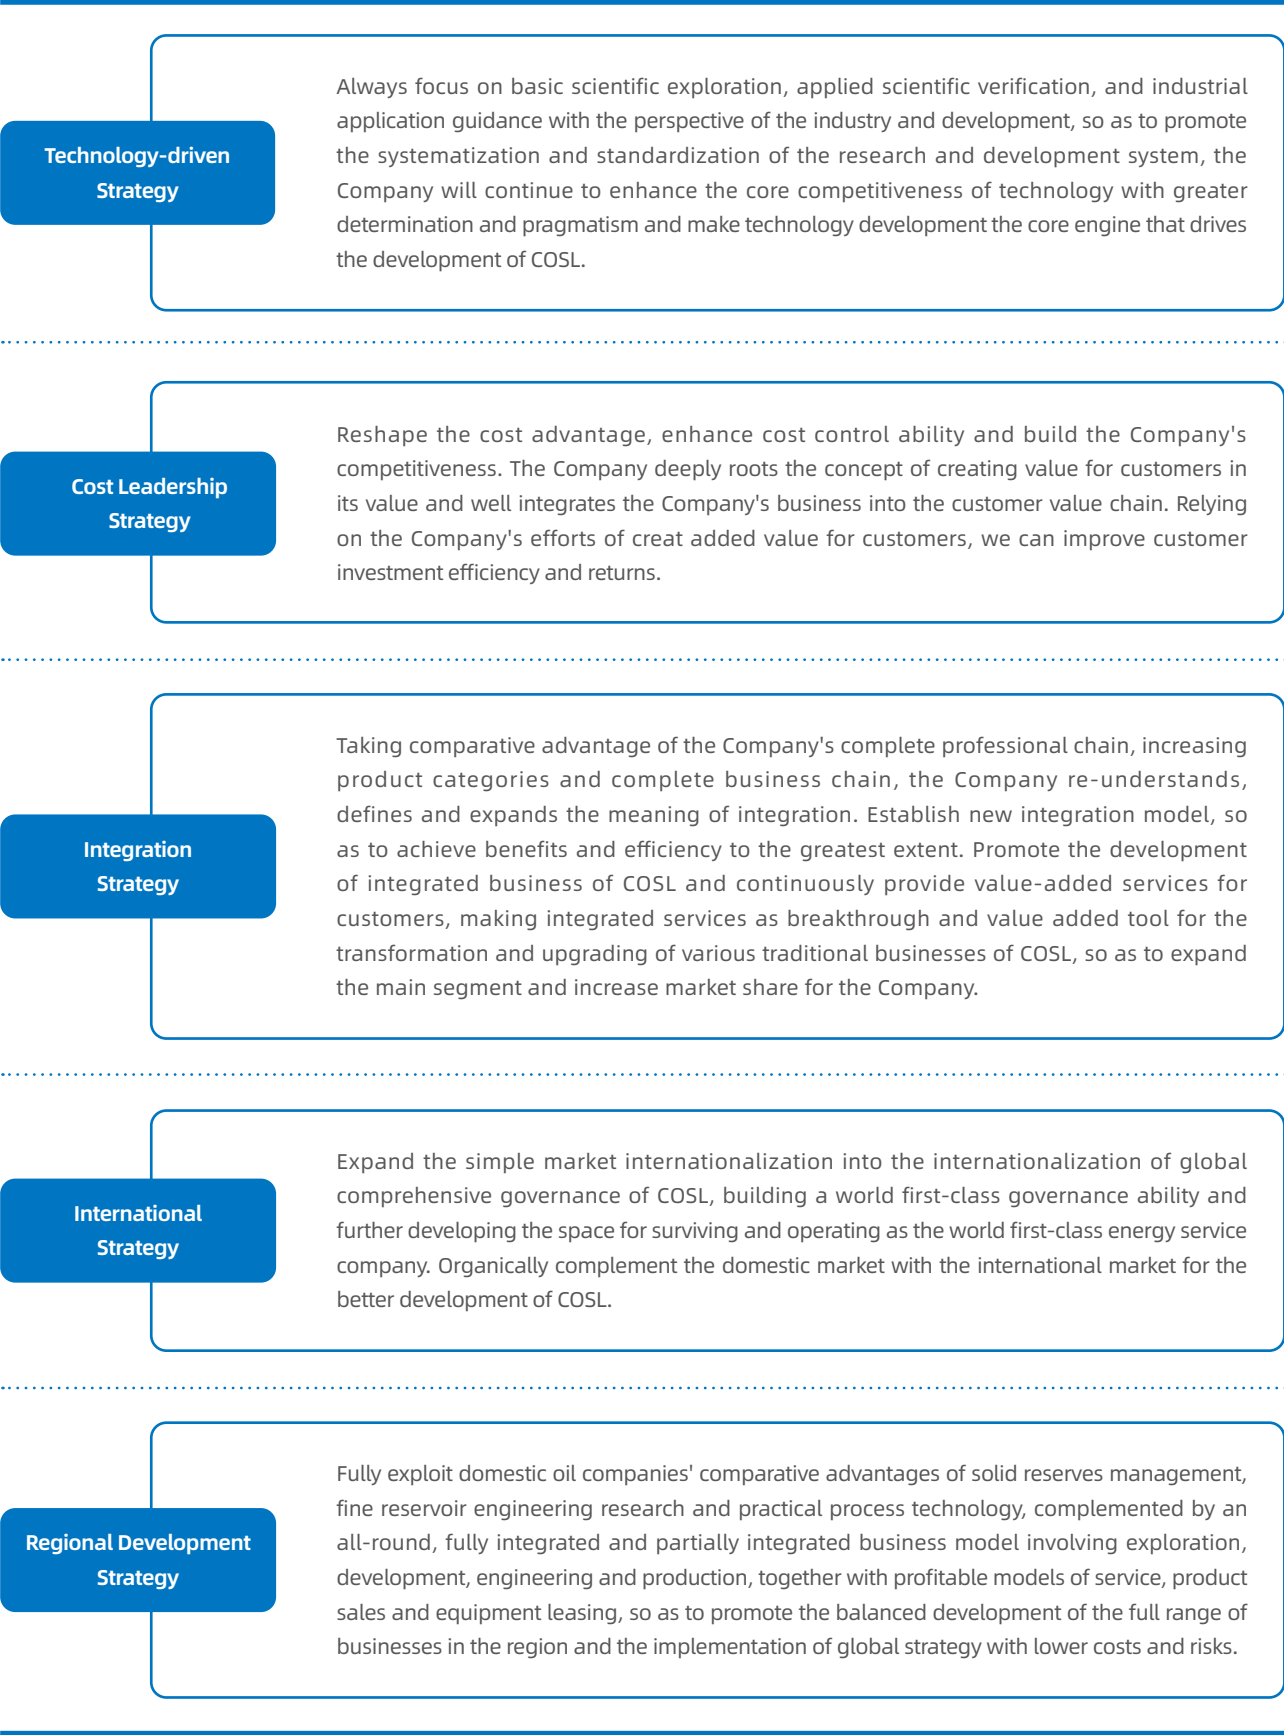 Technology-driven
Strategy
Always focus on basic scientific exploration, applied scientific verification, and industrial
application guidance with the perspective of the industry and development, so as to promote
the systematization and standardization of the research and development system, the
Company will continue to enhance the core competitiveness of technology with greater
determination and pragmatism and make technology development the core engine that drives
the development of COSL.
Cost Leadership
Strategy
Reshape the cost advantage, enhance cost control ability and build the Company's
competitiveness. The Company deeply roots the concept of creating value for customers in
its value and well integrates the Company's business into the customer value chain. Relying
on the Company's efforts of creat added value for customers, we can improve customer
investment efficiency and returns.
Integration
Strategy
Taking comparative advantage of the Company's complete professional chain, increasing
product categories and complete business chain, the Company re-understands,
defines and expands the meaning of integration. Establish new integration model, so
as to achieve benefits and efficiency to the greatest extent. Promote the development
of integrated business of COSL and continuously provide value-added services for
customers, making integrated services as breakthrough and value added tool for the
transformation and upgrading of various traditional businesses of COSL, so as to expand
the main segment and increase market share for the Company.
International
Strategy
Expand the simple market internationalization into the internationalization of global
comprehensive governance of COSL, building a world first-class governance ability and
further developing the space for surviving and operating as the world first-class energy service
company. Organically complement the domestic market with the international market for the
better development of COSL.
Regional Development
Strategy
Fully exploit domestic oil companies' comparative advantages of solid reserves management,
fine reservoir engineering research and practical process technology, complemented by an
all-round, fully integrated and partially integrated business model involving exploration,
development, engineering and production, together with profitable models of service, product
sales and equipment leasing, so as to promote the balanced development of the full range of
businesses in the region and the implementation of global strategy with lower costs and risks.